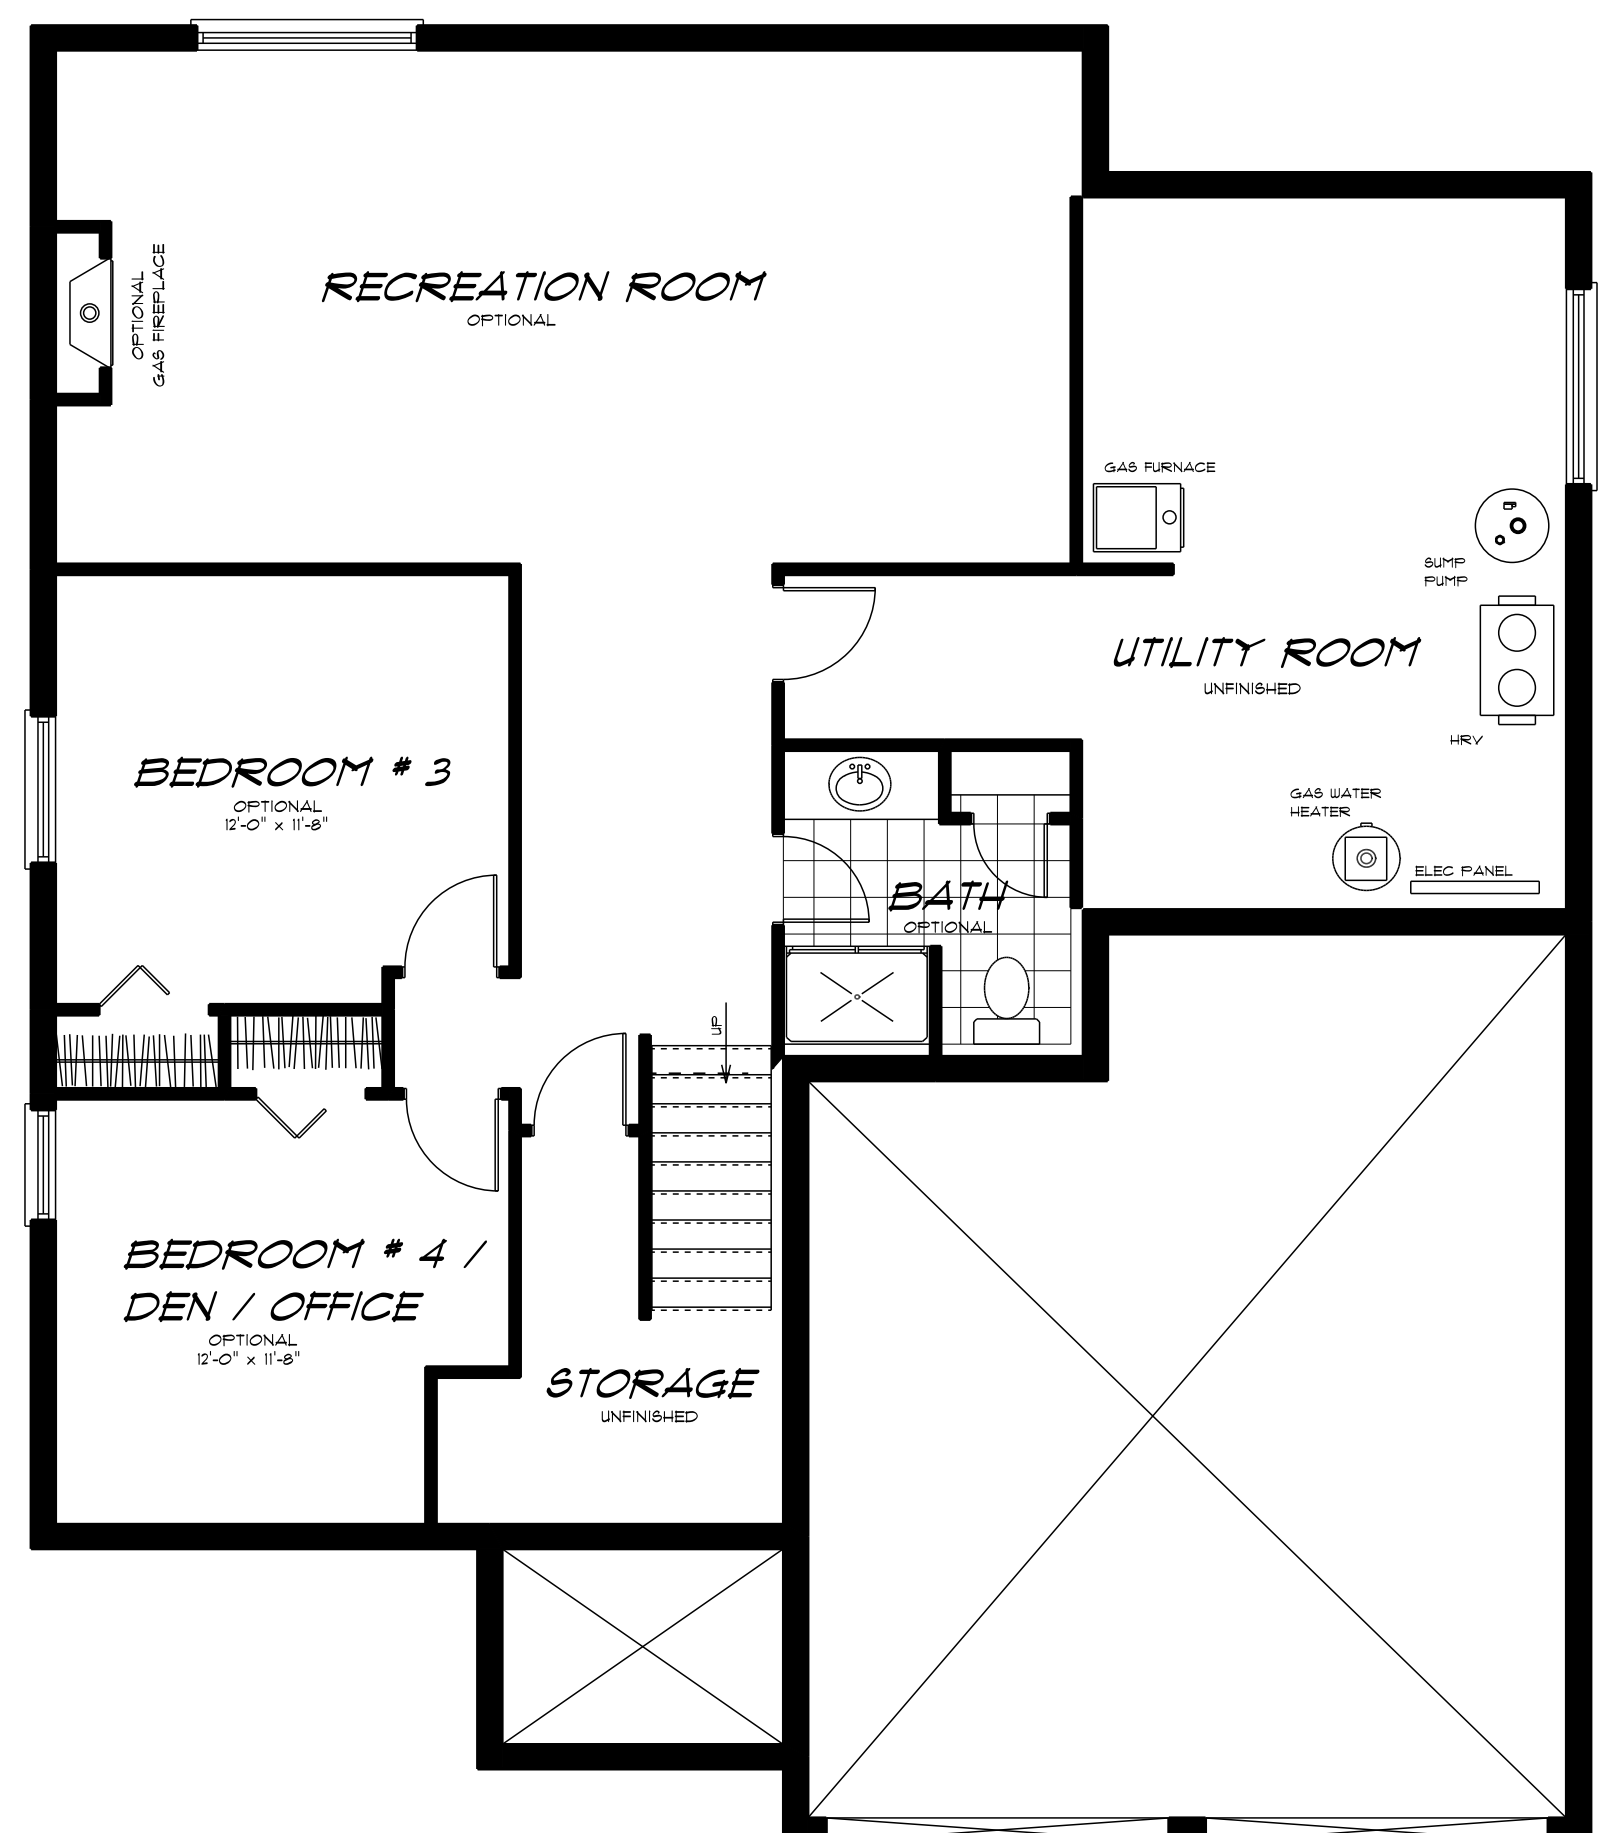 RECREATION ROOM
OPTIONAL
OPTIONAL
GAS FIREPLACE
GAS FURNACE
SUMP
PUMP
UTILITY ROOM
UNFINISHED
HRV
BEDROOM # 3
OPTIONAL
12'-0" x 11'-8"
GAS WATER
HEATER
ELEC PANEL
BATH
OPTIONAL
UP
BEDROOM # 4 /
DEN / OFFICE
OPTIONAL
12'-0" x 11'-8"
STORAGE
UNFINISHED